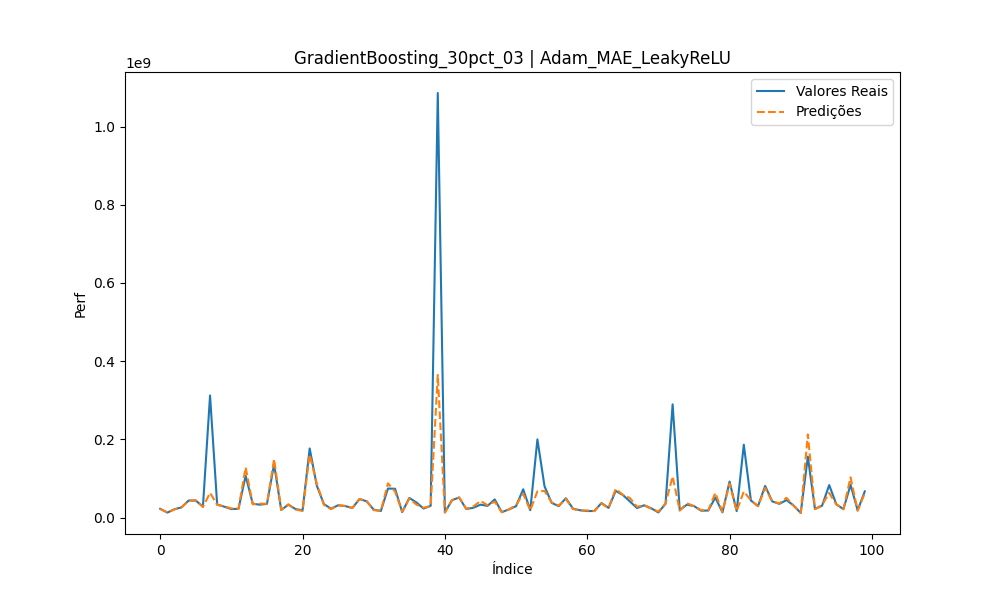 GradientBoosting_30pct_03 | Adam_MAE_LeakyReLU
1e9
Valores Reais
Predições
1.0
0.8
0.6
0.4
0.2
0.0
Perf
0
20
40
60
80
100
Índice